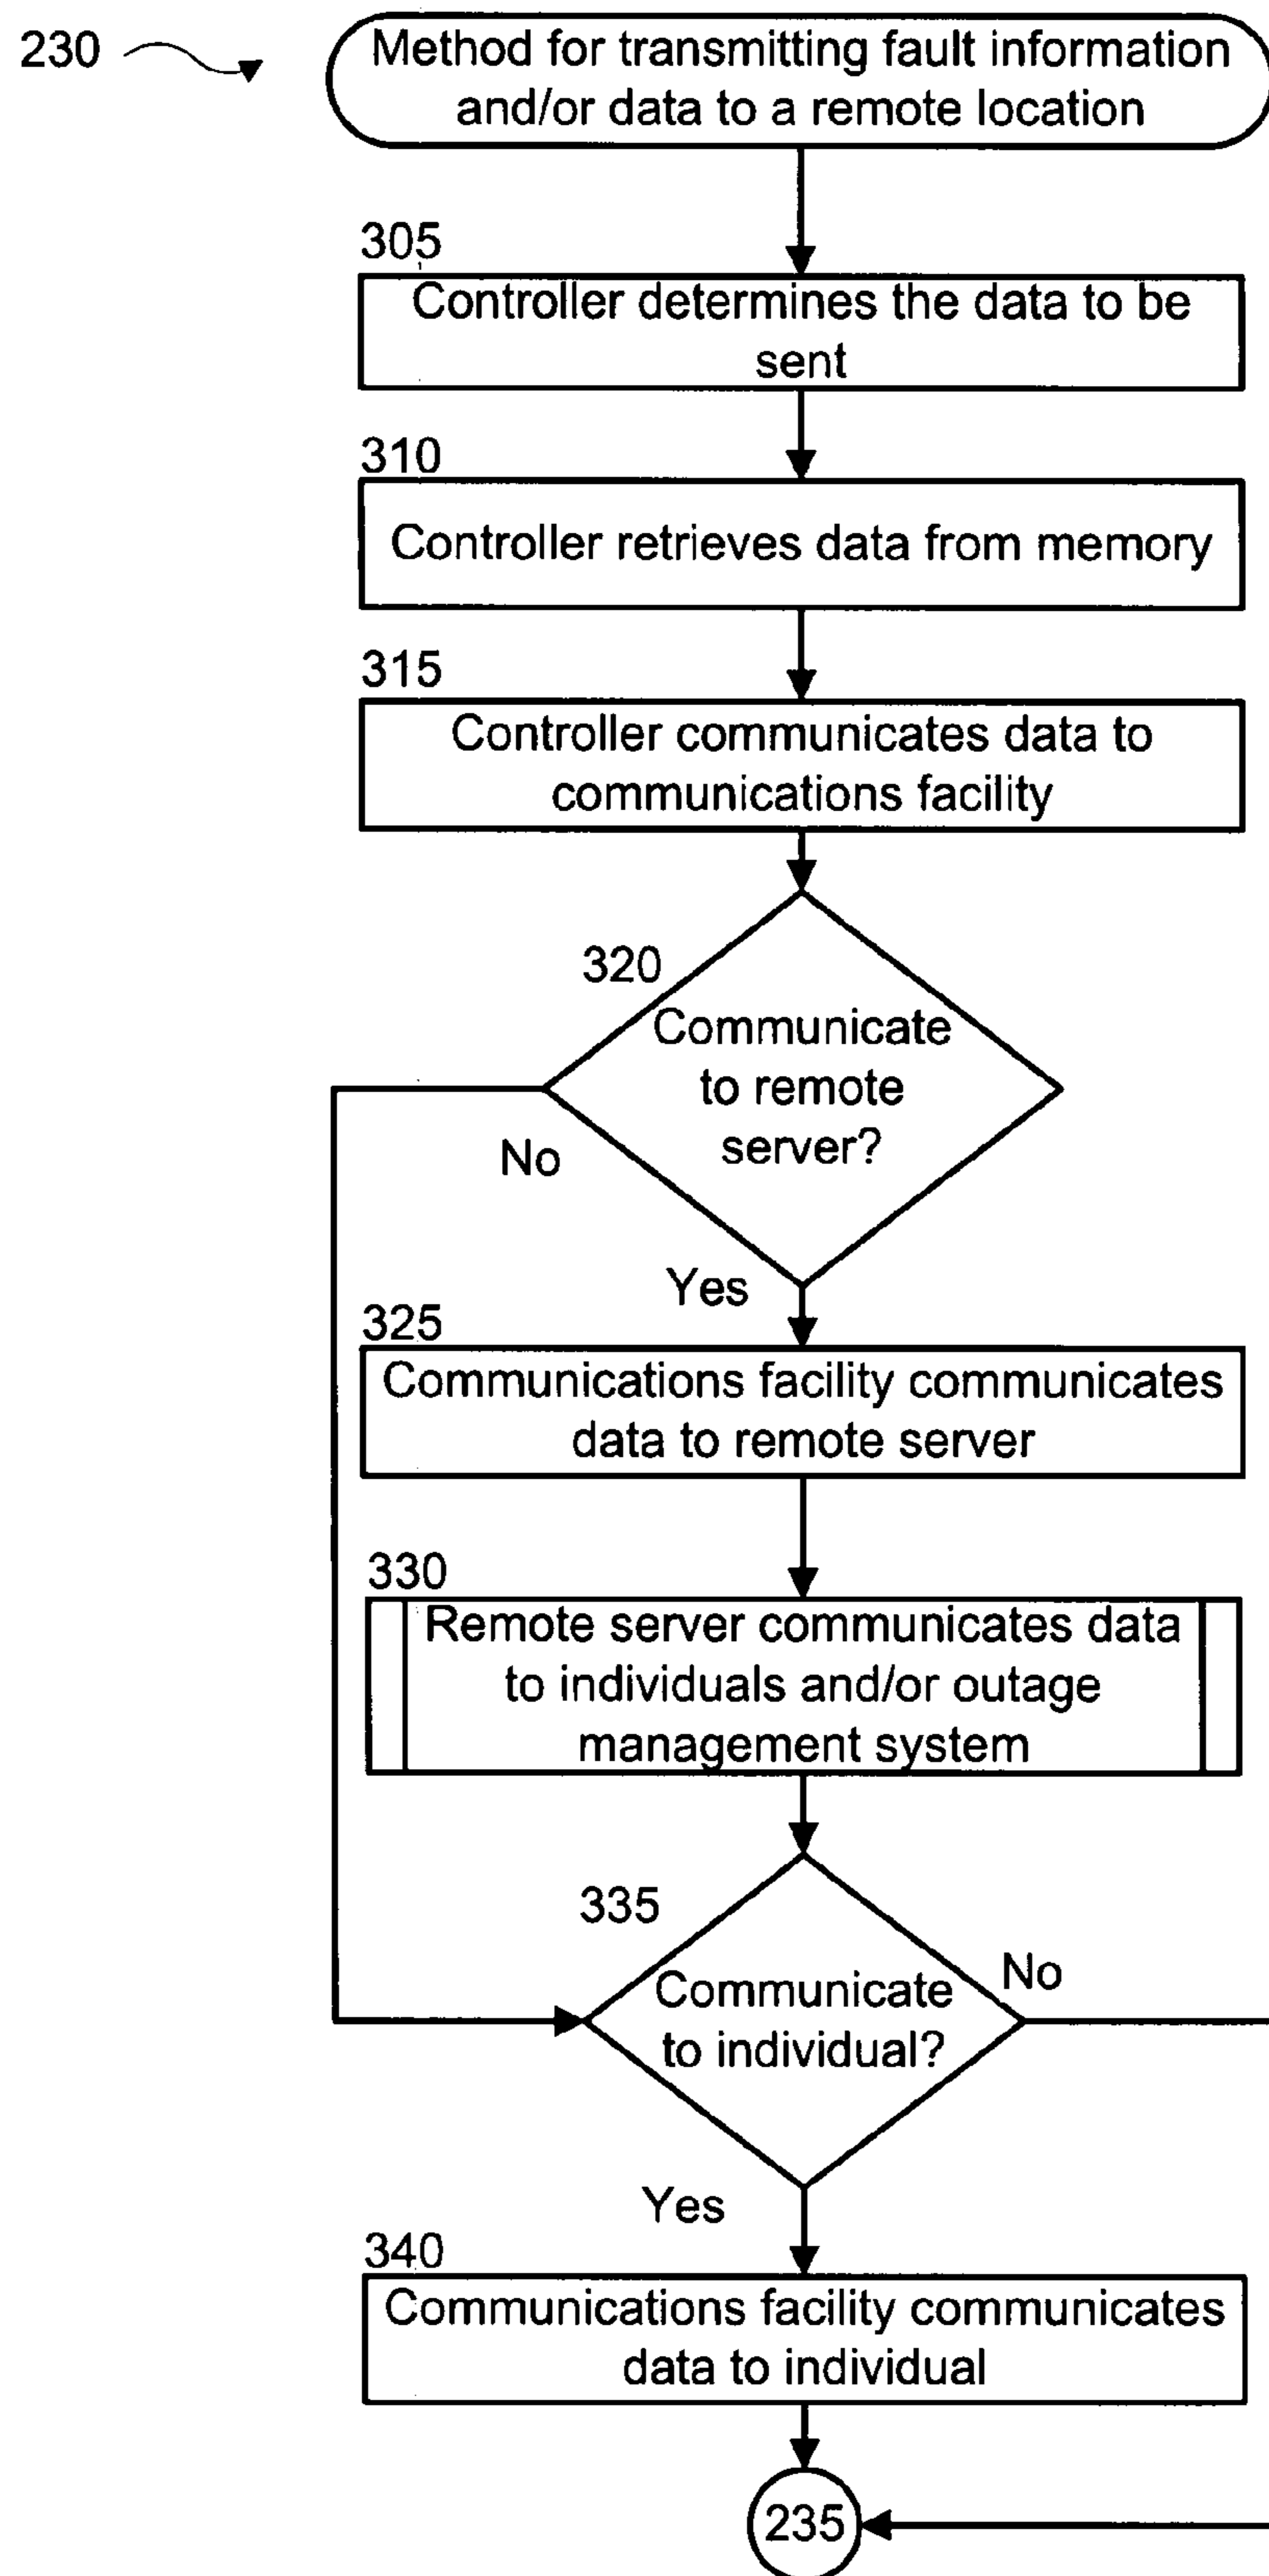 230
Method for transmitting fault information
and/or data to a remote location
305
Controller determines the data to be
sent
310
Controller retrieves data from memory
315
Controller communicates data to
communications facility
320
Communicate
to remote
server?
No
Yes
325
Communications facility communicates
data to remote server
330
Remote server communicates data
to individuals and/or outage
management system
335
Communicate
to individual?
No
Yes
340
Communications facility communicates
data to individual
235